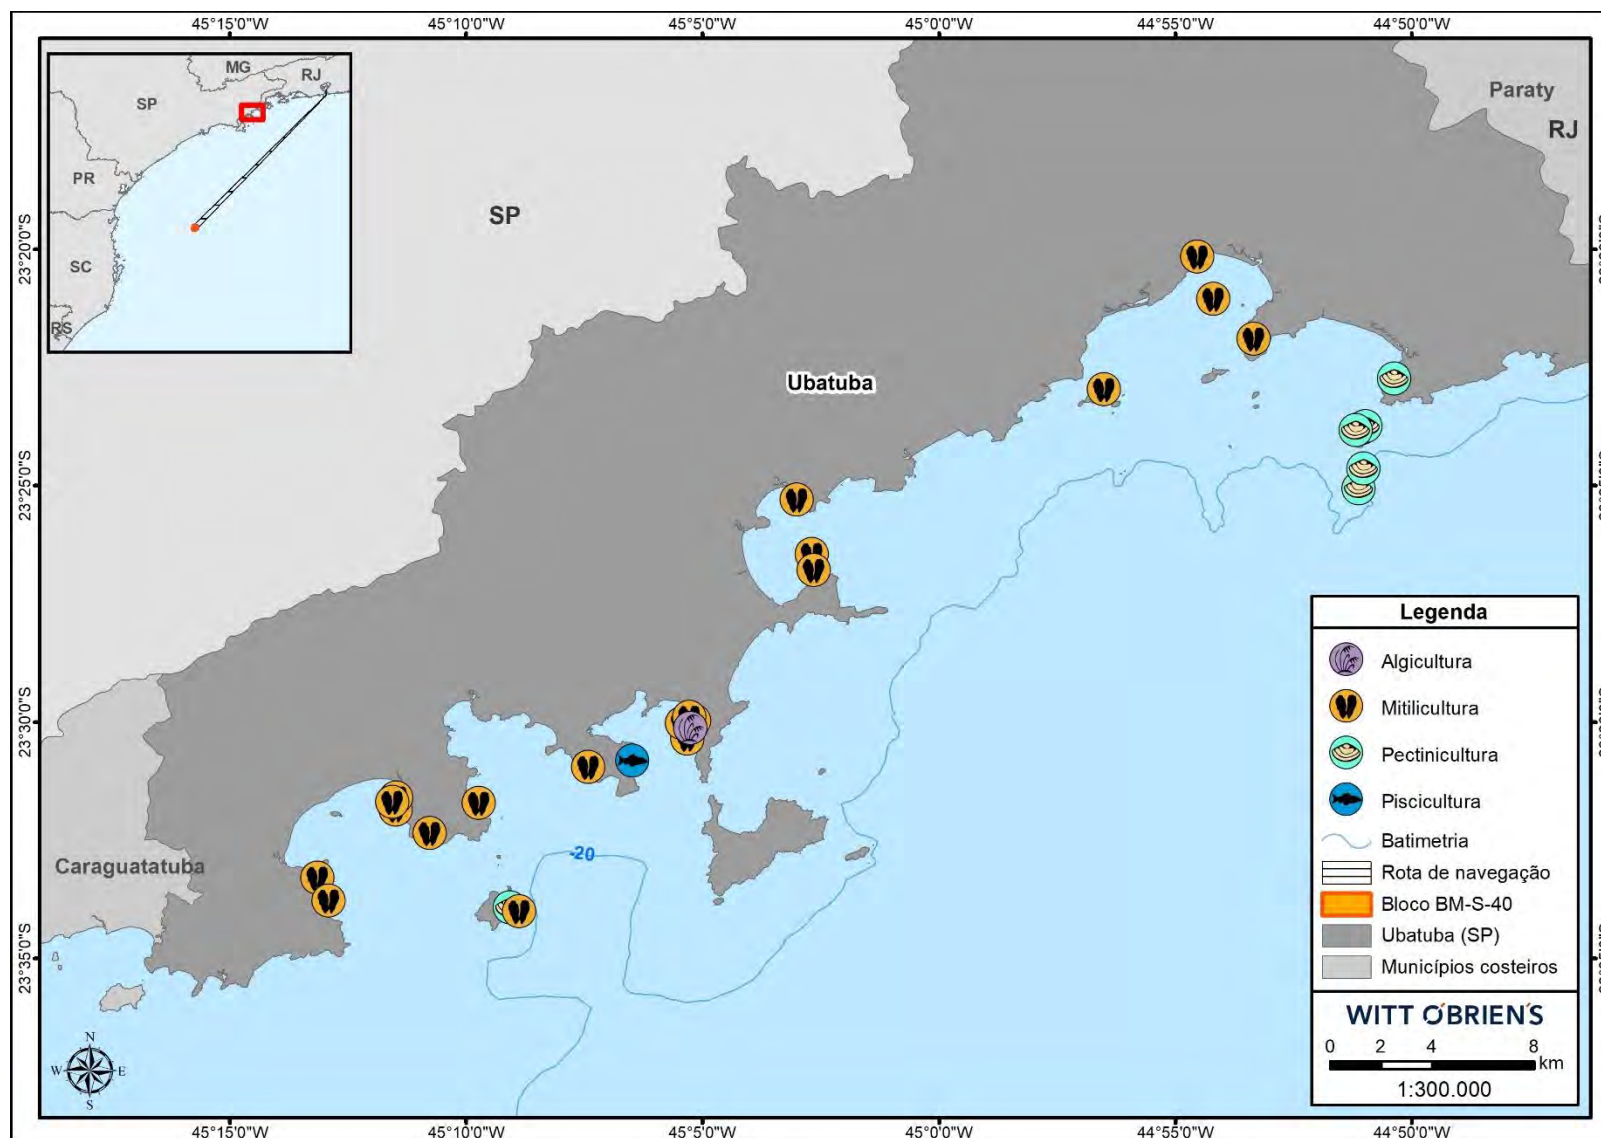 45°15'0"W
45°10'0"W
45°5'0"W
45°0'0"W
44°55'0"W
44°50'0"W
MG
RJ
SP
PR
SC
RS
Paraty
RJ
SP
23°20'0"S
Ubatuba
23°25'0"S
23°30'0"S
Caraguatatuba
-20
23°35'0"S
Legenda
Algicultura
Mitilicultura
Pectinicultura
Piscicultura
Batimetria
Rota de navegação
Bloco BM-S-40
Ubatuba (SP)
Municípios costeiros
WITT O'BRIEN'S
0 2 4 8
km
1:300.000
N
W E
S
45°15'0"W
45°10'0"W
45°5'0"W
45°0'0"W
44°55'0"W
44°50'0"W